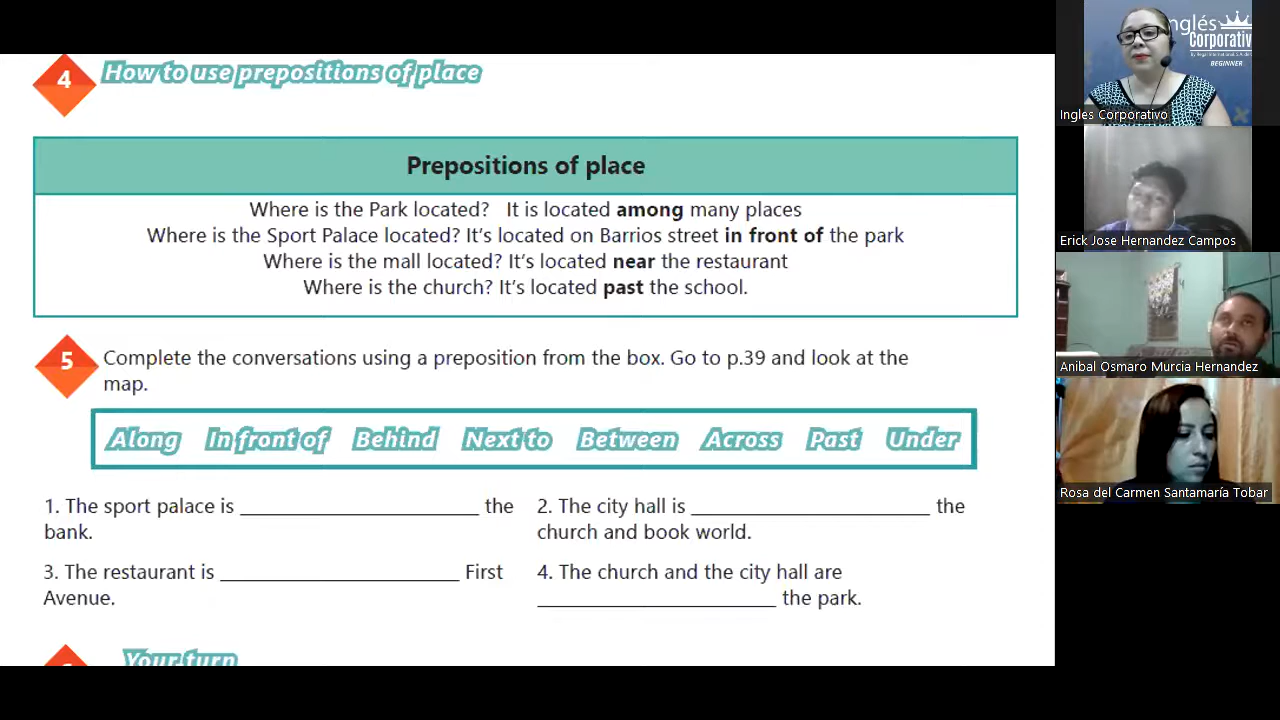 4
How to use prepositions of place
Prepositions of place
Where is the Park located? It is located among many places
Where is the Sport Palace located? It's located on Barrios street in front of the park
Where is the mall located? It's located near the restaurant
Where is the church? It's located past the school.
5
Complete the conversations using a preposition from the box. Go to p.39 and look at the
map.
Along In front of Behind Next to Between Across Past Under
1. The sport palace is ______________________ the
bank.
2. The city hall is ______________________ the
church and book world.
3. The restaurant is ______________________ First
Avenue.
4. The church and the city hall are
______________________ the park.
Your turn
nglés
Corporativ
BEGINNER
Ingles Corporativo
Erick Jose Hernandez Campos
Anibal Osmaro Murcia Hernandez
Rosa del Carmen Santamaría Tobar